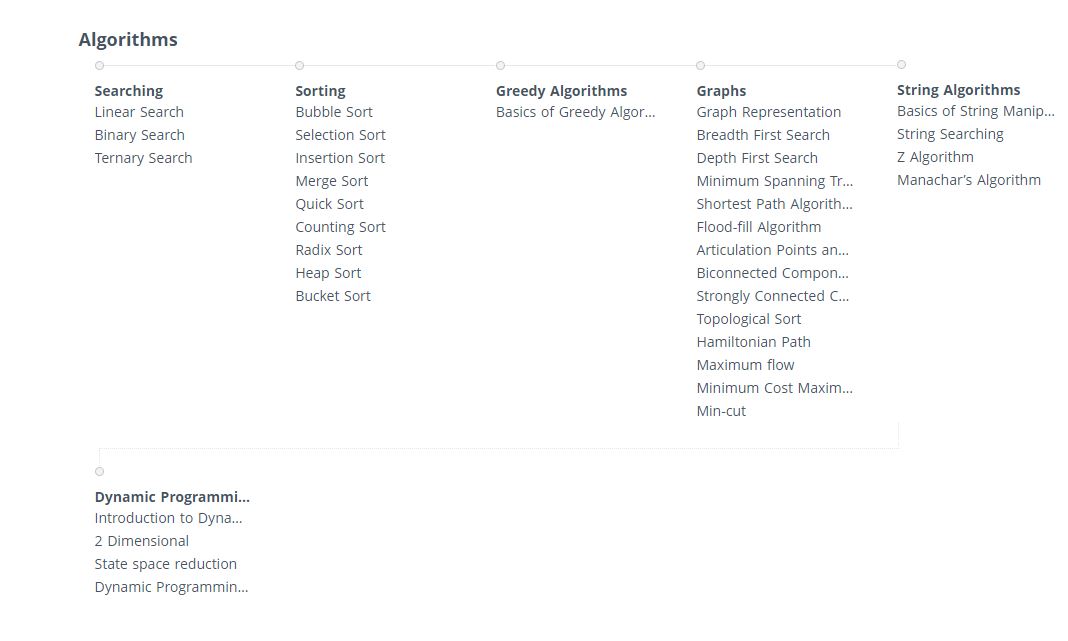 Algorithms
Searching
Linear Search
Binary Search
Ternary Search
Sorting
Bubble Sort
Selection Sort
Insertion Sort
Merge Sort
Quick Sort
Counting Sort
Radix Sort
Heap Sort
Bucket Sort
Greedy Algorithms
Basics of Greedy Algor...
Graphs
Graph Representation
Breadth First Search
Depth First Search
Minimum Spanning Tr...
Shortest Path Algorith...
Flood-fill Algorithm
Articulation Points an...
Biconnected Compon...
Strongly Connected C...
Topological Sort
Hamiltonian Path
Maximum flow
Minimum Cost Maxim...
Min-cut
String Algorithms
Basics of String Manip...
String Searching
Z Algorithm
Manachar’s Algorithm
Dynamic Programmi...
Introduction to Dyna...
2 Dimensional
State space reduction
Dynamic Programmin...